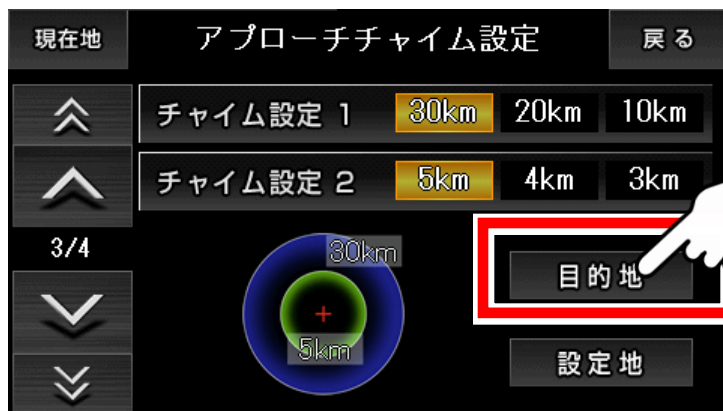 現在地 アプローチチャイム設定 戻る
チャイム設定 1 30km 20km 10km
チャイム設定 2 5km 4km 3km
3/4
30km
目的地
5km
設定地